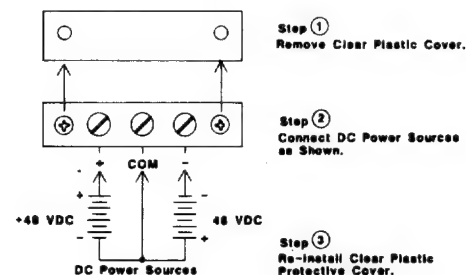 Step 1
Remove Clear Plastic Cover.
Step 2
Connect DC Power Sources
as Shown.
+ COM -
- 
+ -
+48 VDC 48 VDC
- +
DC Power Sources
Step 3
Re-install Clear Plastic
Protective Cover.